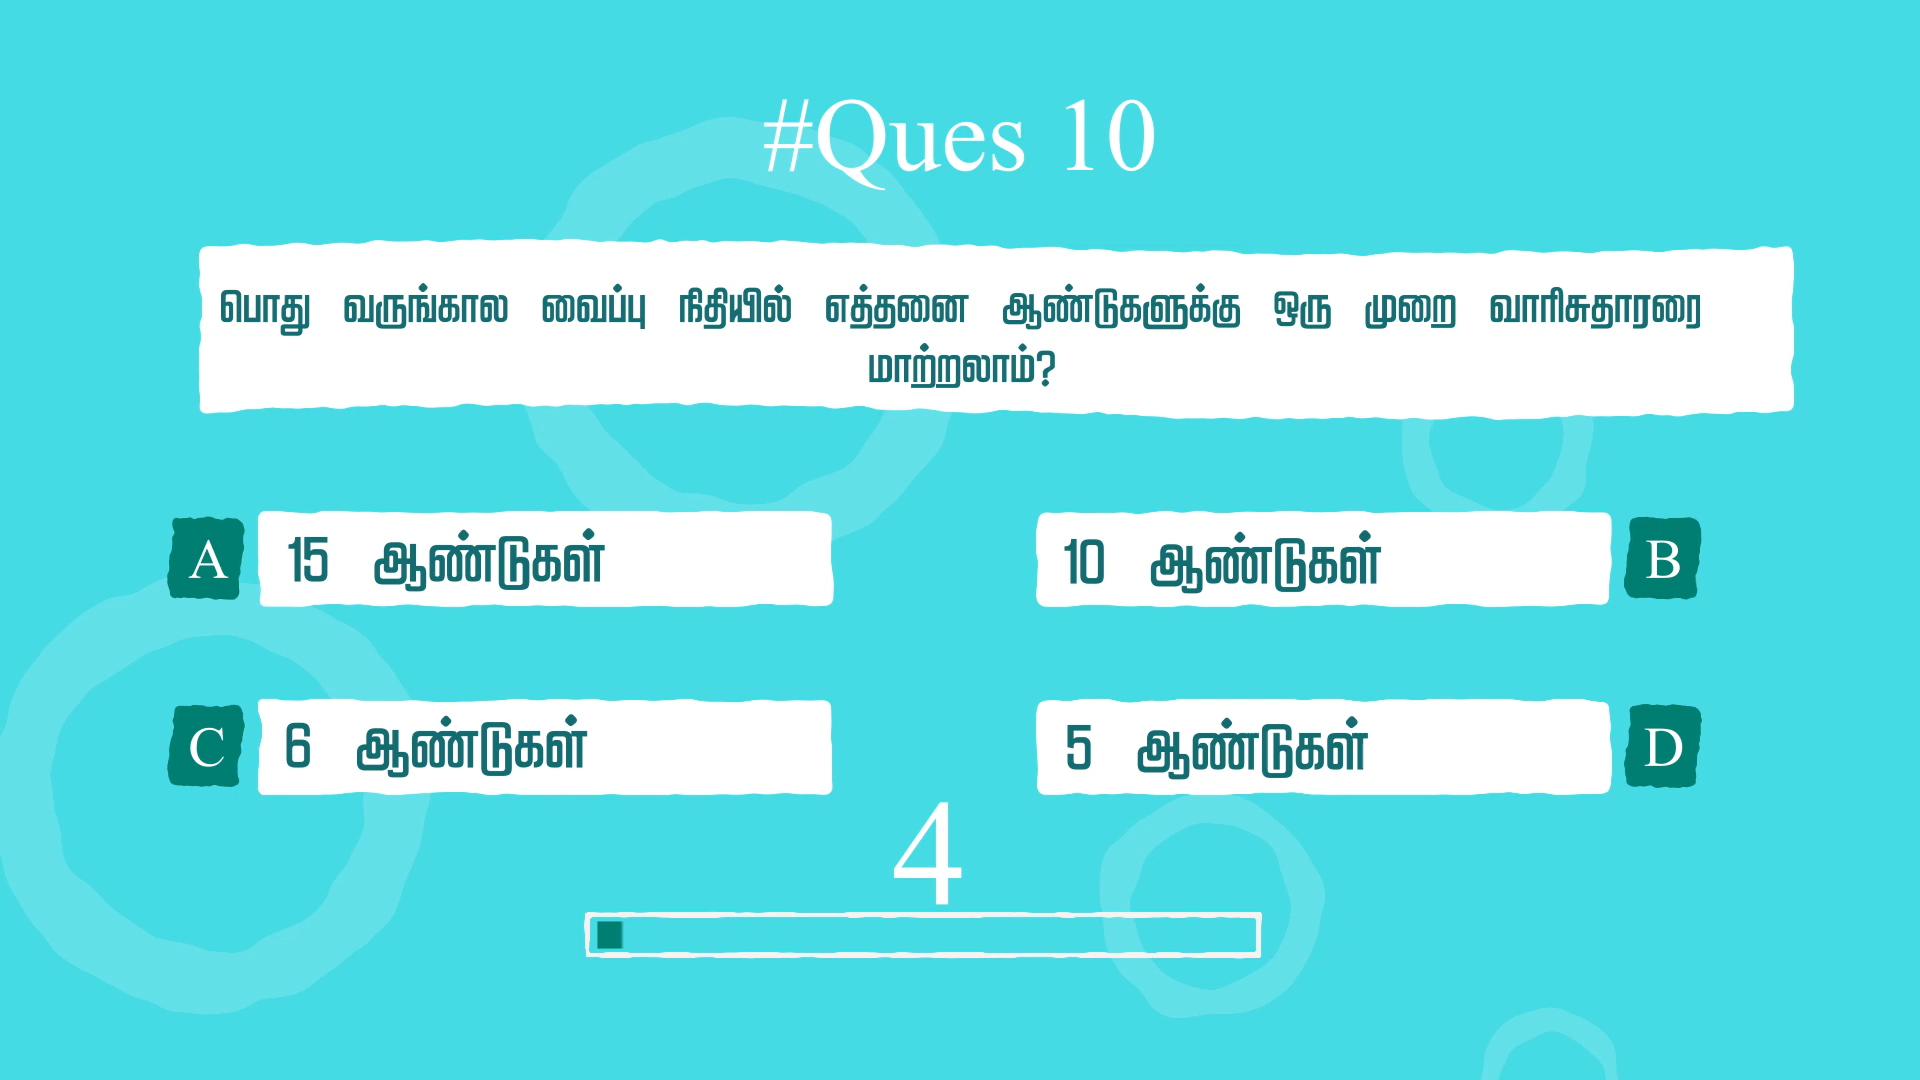 #Ques 10
பொது வருங்கால வைப்பு நிதியில் எத்தனை ஆண்டுகளுக்கு ஒரு முறை வாரிசுதாரரை
மாற்றலாம்?
A 15 ஆண்டுகள்
10 ஆண்டுகள் B
C 6 ஆண்டுகள்
5 ஆண்டுகள் D
4